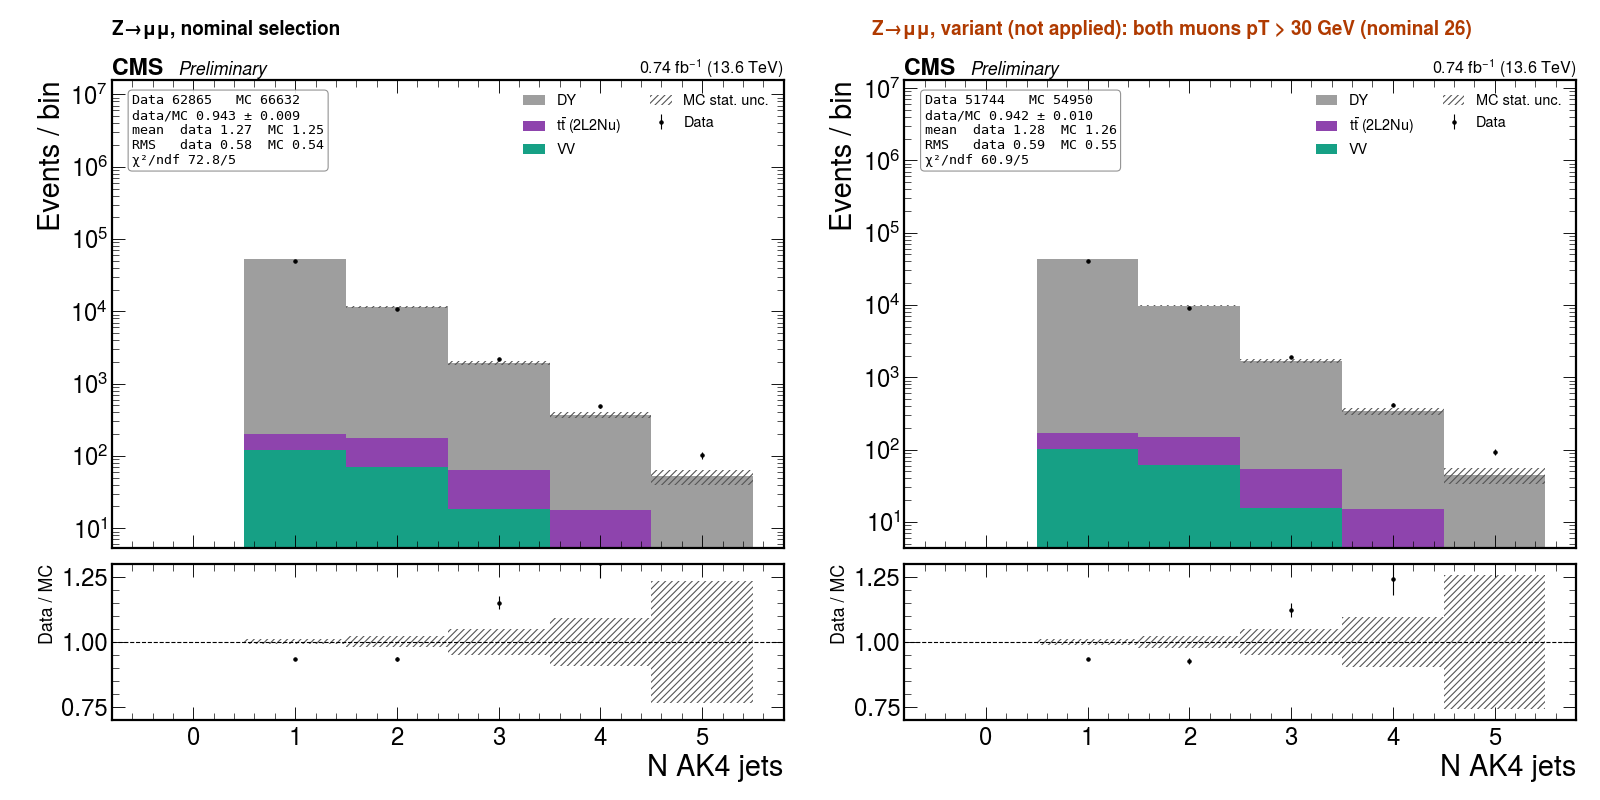 Z→μμ, nominal selection
CMS Preliminary
0.74 fb⁻¹ (13.6 TeV)
Events / bin
10⁷
10⁶
10⁵
10⁴
10³
10²
10¹
Data 62865 MC 66632
data/MC 0.943 ± 0.009
mean data 1.27 MC 1.25
RMS data 0.58 MC 0.54
χ²/ndf 72.8/5
DY
tt̄ (2L2Nu)
VV
MC stat. unc.
Data
Data / MC
1.25
1.00
0.75
0 1 2 3 4 5
N AK4 jets
Z→μμ, variant (not applied): both muons pT > 30 GeV (nominal 26)
CMS Preliminary
0.74 fb⁻¹ (13.6 TeV)
Events / bin
10⁷
10⁶
10⁵
10⁴
10³
10²
10¹
Data 51744 MC 54950
data/MC 0.942 ± 0.010
mean data 1.28 MC 1.26
RMS data 0.59 MC 0.55
χ²/ndf 60.9/5
DY
tt̄ (2L2Nu)
VV
MC stat. unc.
Data
Data / MC
1.25
1.00
0.75
0 1 2 3 4 5
N AK4 jets